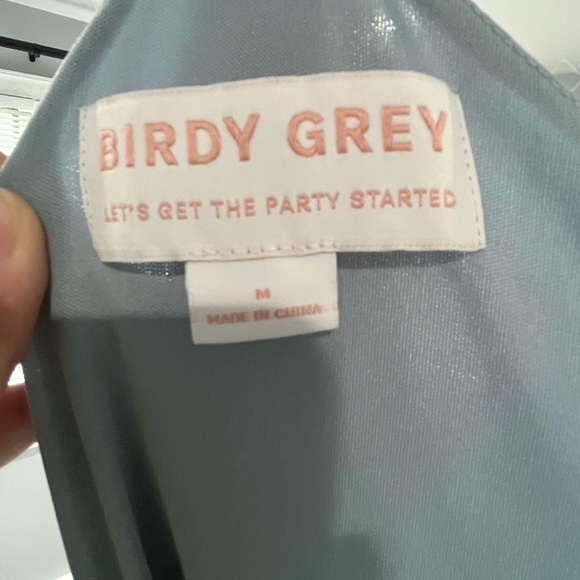 BIRDY GREY
LET'S GET THE PARTY STARTED
M
MADE IN CHINA